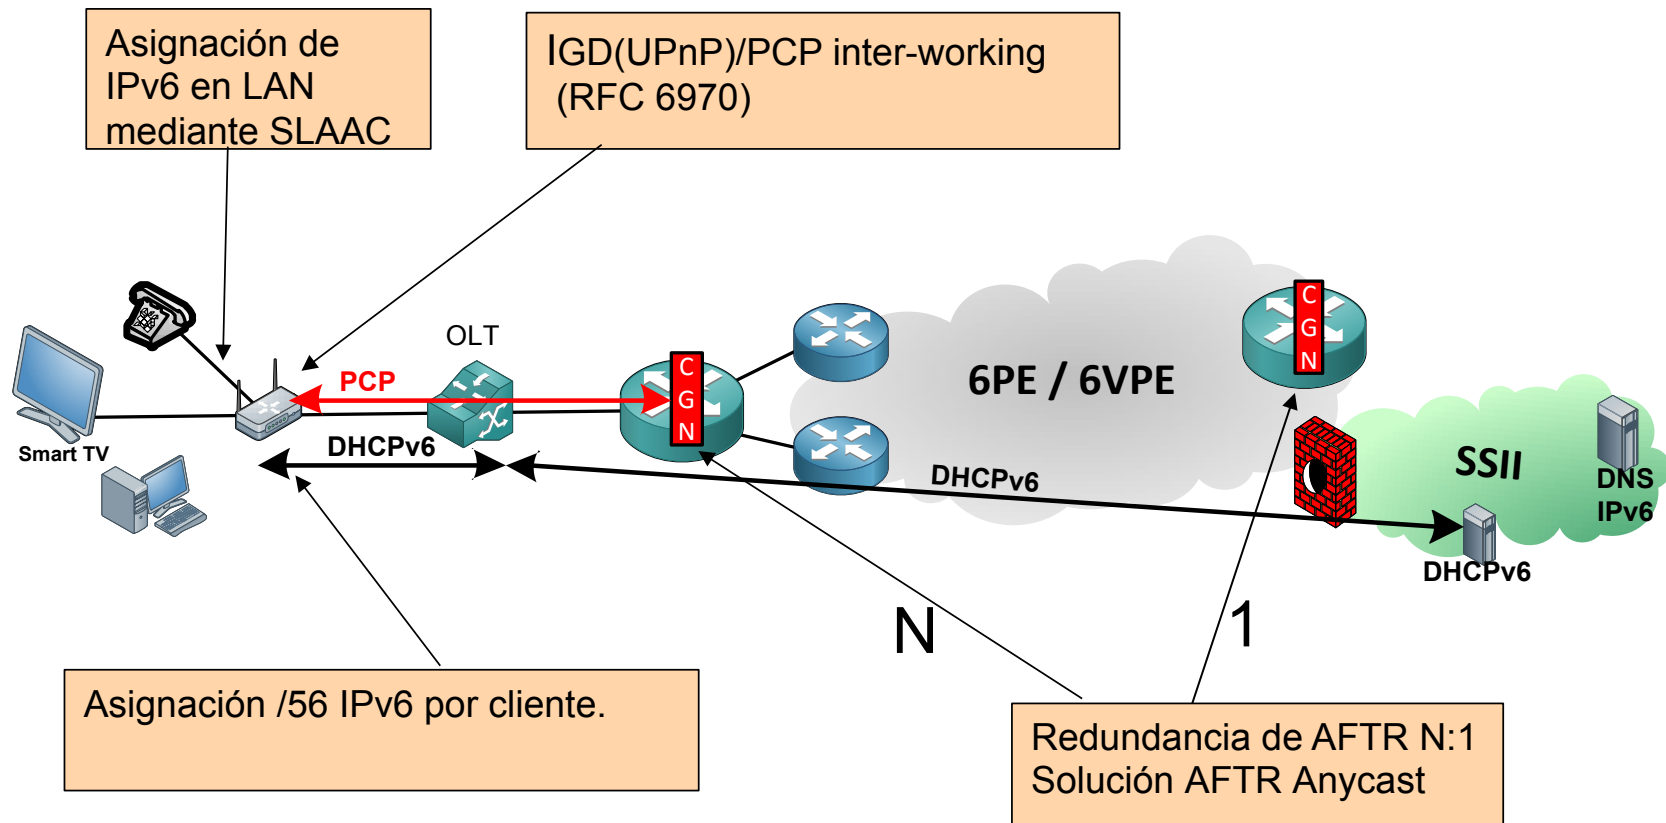 Asignación de
IPv6 en LAN
mediante SLAAC
IGD(UPnP)/PCP inter-working
(RFC 6970)
OLT
PCP
DHCPv6
Smart TV
C
G
N
6PE / 6VPE
C
G
N
DHCPv6
SSII
DNS
IPv6
DHCPv6
N
1
Asignación /56 IPv6 por cliente.
Redundancia de AFTR N:1
Solución AFTR Anycast